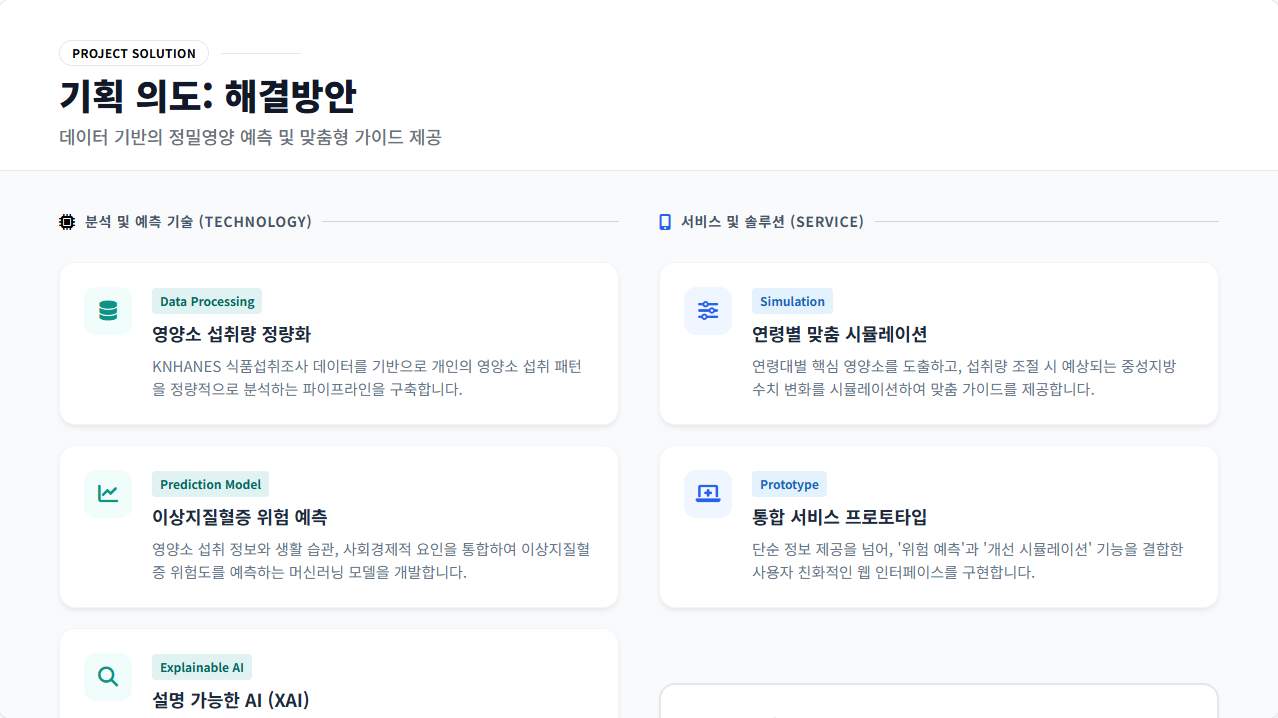 PROJECT SOLUTION
기획 의도: 해결방안
데이터 기반의 정밀영양 예측 및 맞춤형 가이드 제공
분석 및 예측 기술 (TECHNOLOGY)
Data Processing
영양소 섭취량 정량화
KNHANES 식품섭취조사 데이터를 기반으로 개인의 영양소 섭취 패턴
을 정량적으로 분석하는 파이프라인을 구축합니다.
Prediction Model
이상지질혈증 위험 예측
영양소 섭취 정보와 생활 습관, 사회경제적 요인을 통합하여 이상지질혈
증 위험도를 예측하는 머신러닝 모델을 개발합니다.
Explainable AI
설명 가능한 AI (XAI)
서비스 및 솔루션 (SERVICE)
Simulation
연령별 맞춤 시뮬레이션
연령대별 핵심 영양소를 도출하고, 섭취량 조절 시 예상되는 중성지방
수치 변화를 시뮬레이션하여 맞춤 가이드를 제공합니다.
Prototype
통합 서비스 프로토타입
단순 정보 제공을 넘어, '위험 예측'과 '개선 시뮬레이션' 기능을 결합한
사용자 친화적인 웹 인터페이스를 구현합니다.